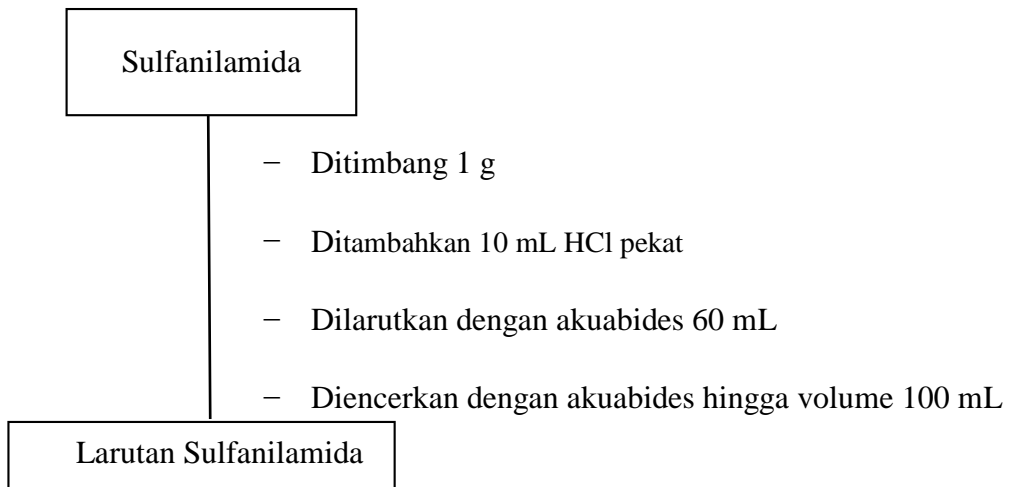 Sulfanilamida
− Ditimbang 1 g
− Ditambahkan 10 mL HCl pekat
− Dilarutkan dengan akuabides 60 mL
− Diencerkan dengan akuabides hingga volume 100 mL
Larutan Sulfanilamida